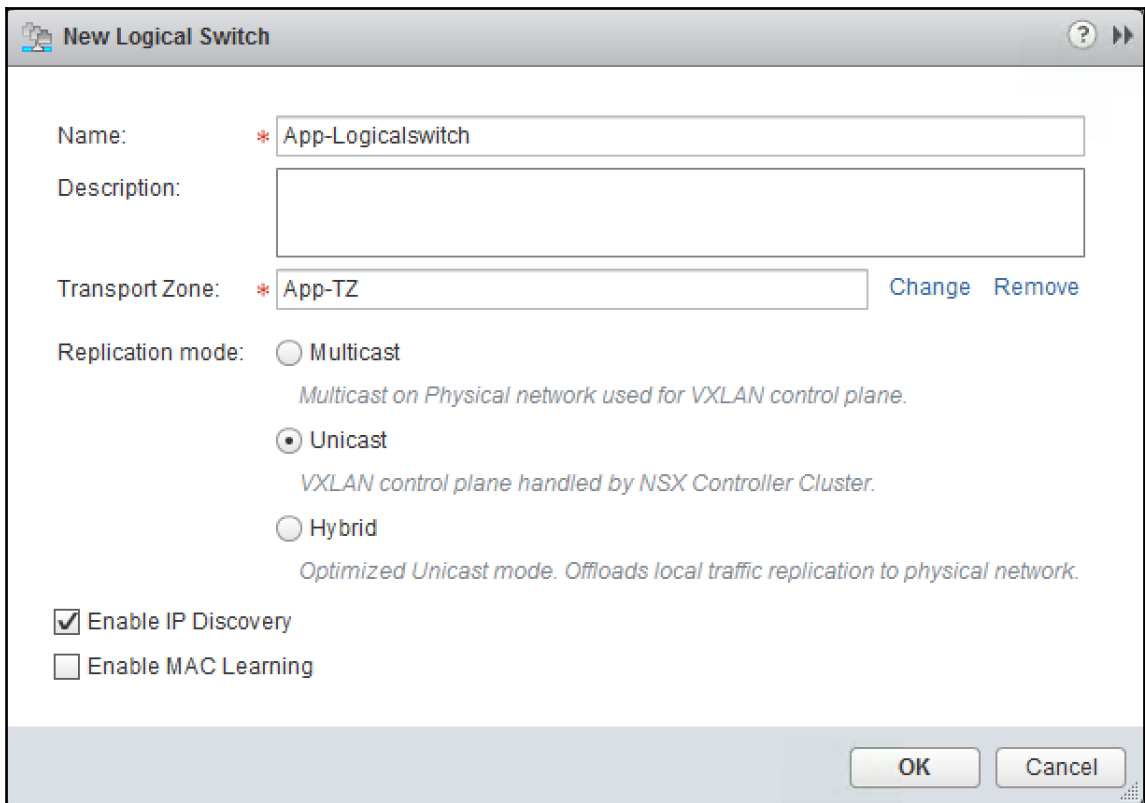 New Logical Switch
?
Name: * App-Logicalswitch
Description:
Transport Zone: * App-TZ Change Remove
Replication mode: Multicast
Multicast on Physical network used for VXLAN control plane.
Unicast
VXLAN control plane handled by NSX Controller Cluster.
Hybrid
Optimized Unicast mode. Offloads local traffic replication to physical network.
Enable IP Discovery
Enable MAC Learning
OK Cancel